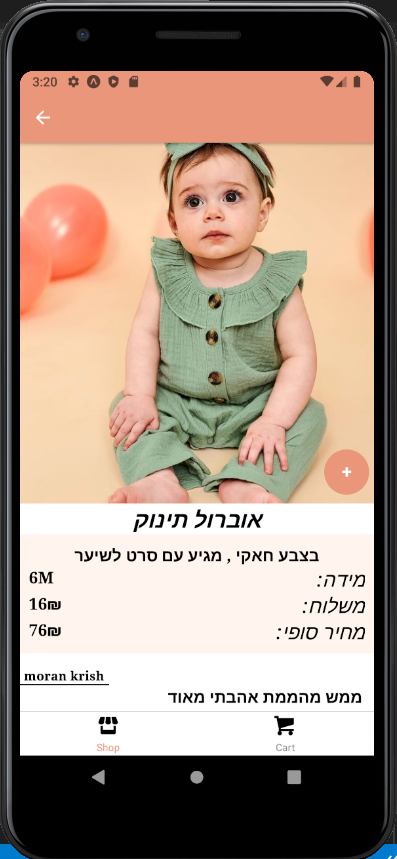 3:20
אוברול תינוק
בצבע חאקי , מגיע עם סרט לשיער
מידה: 6M
משלוח: 16₪
מחיר סופי: 76₪
moran krish
ממש מהממת אהבתי מאוד
Shop Cart